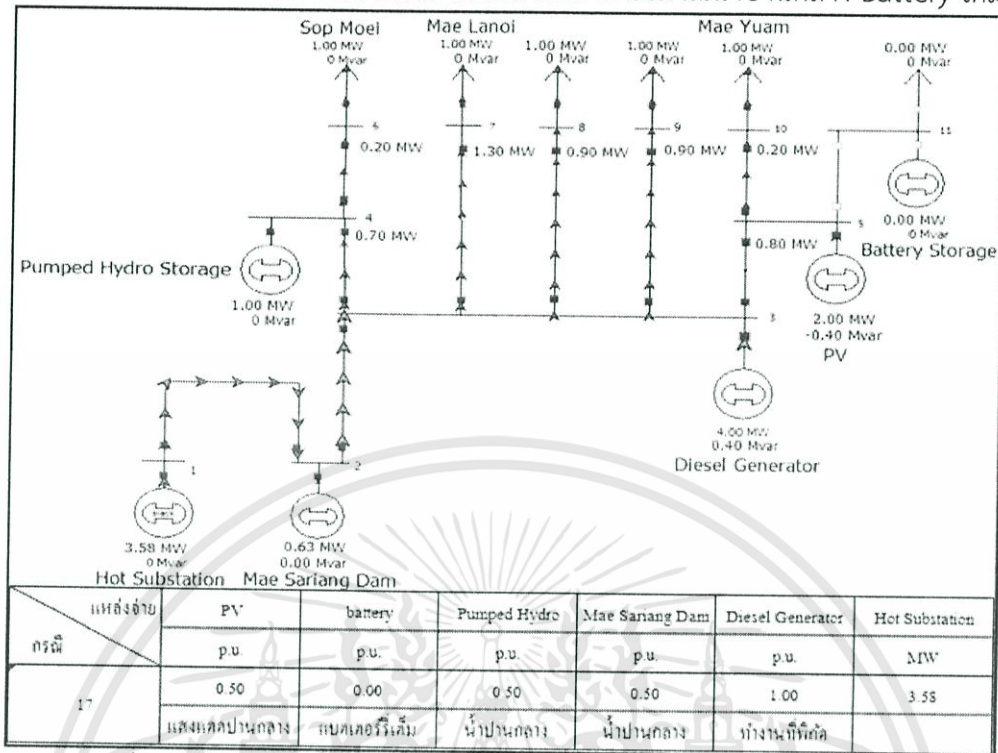 Battery
Sop Moei
Mae Lanoi
Mae Yuam
1.00 MW
0 Mvar
1.00 MW
0 Mvar
1.00 MW
0 Mvar
1.00 MW
0 Mvar
1.00 MW
0 Mvar
0.00 MW
0 Mvar
6
7
8
9
10
11
0.20 MW
1.30 MW
0.90 MW
0.90 MW
0.20 MW
4
0.70 MW
5
0.80 MW
0.00 MW
0 Mvar
Battery Storage
Pumped Hydro Storage
1.00 MW
0 Mvar
3
2.00 MW
-0.40 Mvar
PV
4.00 MW
0.40 Mvar
Diesel Generator
1
2
3.58 MW
0 Mvar
Hot Substation
0.63 MW
0.00 Mvar
Mae Sariang Dam
แหล่งจ่าย
กรณี
PV battery Pumped Hydro Mae Sariang Dam Diesel Generator Hot Substation
p.u. p.u. p.u. p.u. p.u. MW
17
0.50 0.00 0.50 0.50 1.00 3.58
แสงแดดปานกลาง แบตเตอร์รี่เต็ม น้ำปานกลาง น้ำปานกลาง ทำงานที่พิกัด